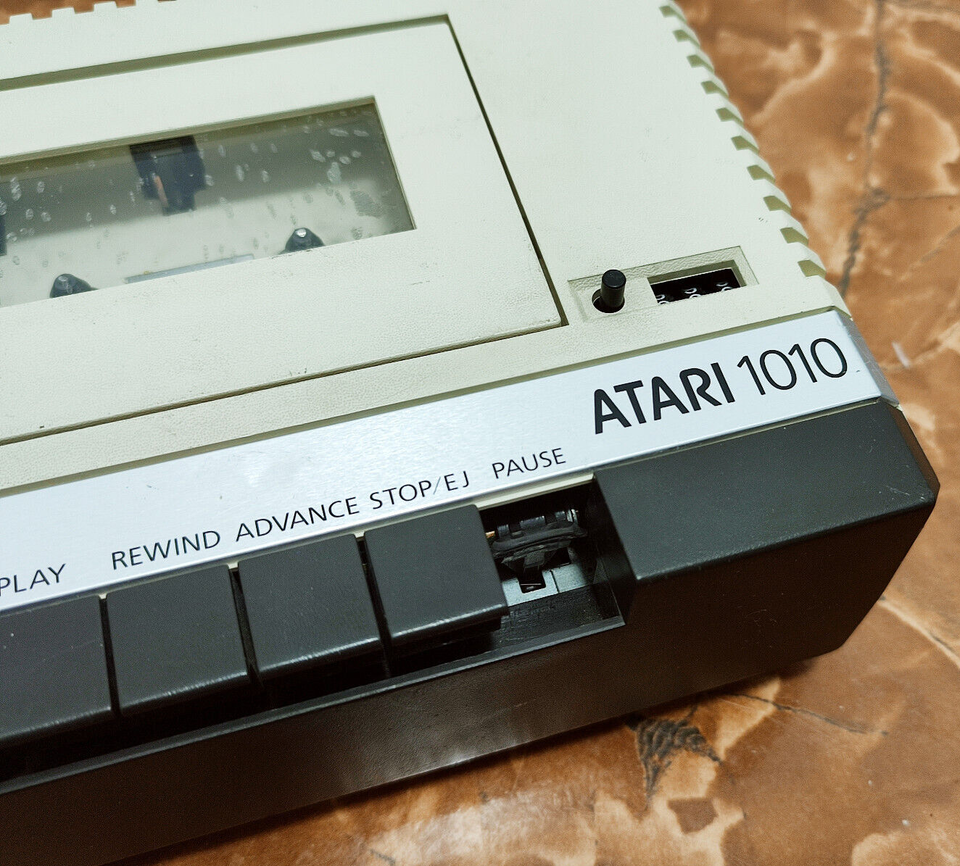 ATARI 1010
PLAY REWIND ADVANCE STOP/EJ PAUSE